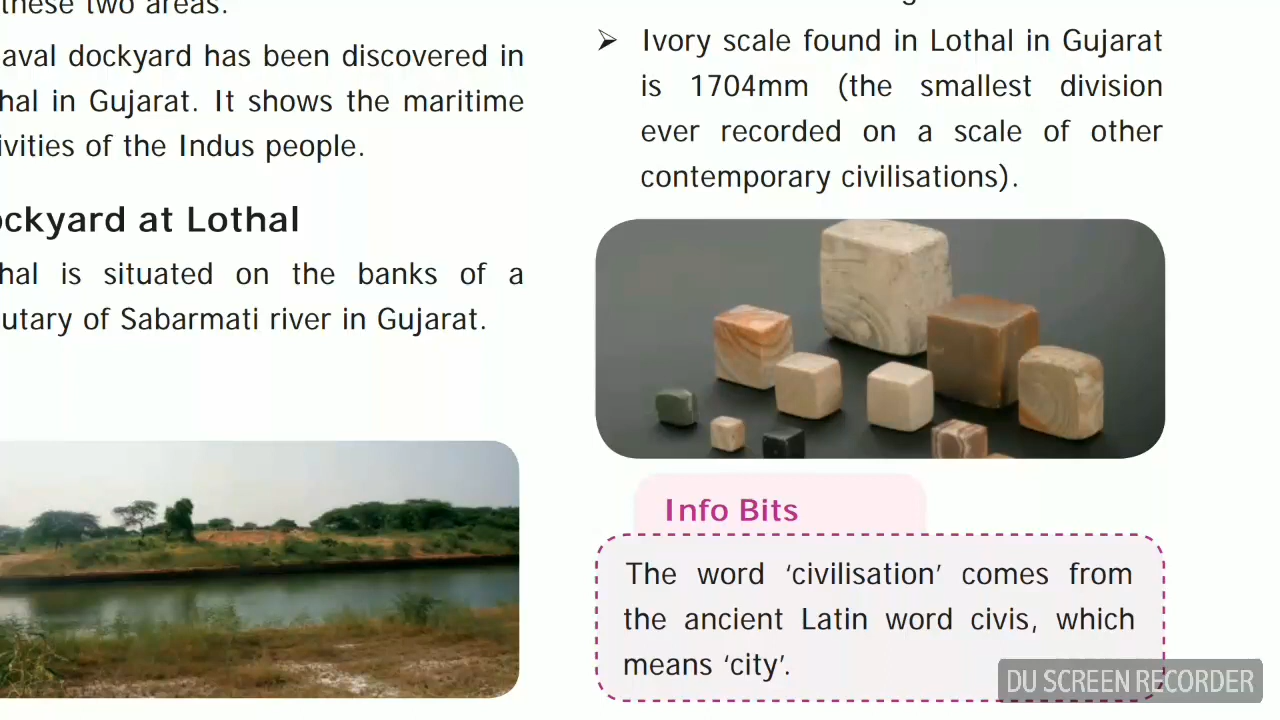 these two areas.
aval dockyard has been discovered in
hal in Gujarat. It shows the maritime
ivities of the Indus people.
ockyard at Lothal
hal is situated on the banks of a
utary of Sabarmati river in Gujarat.
➤ Ivory scale found in Lothal in Gujarat
is 1704mm (the smallest division
ever recorded on a scale of other
contemporary civilisations).
Info Bits
The word ‘civilisation’ comes from
the ancient Latin word civis, which
means ‘city’.
DU SCREEN RECORDER